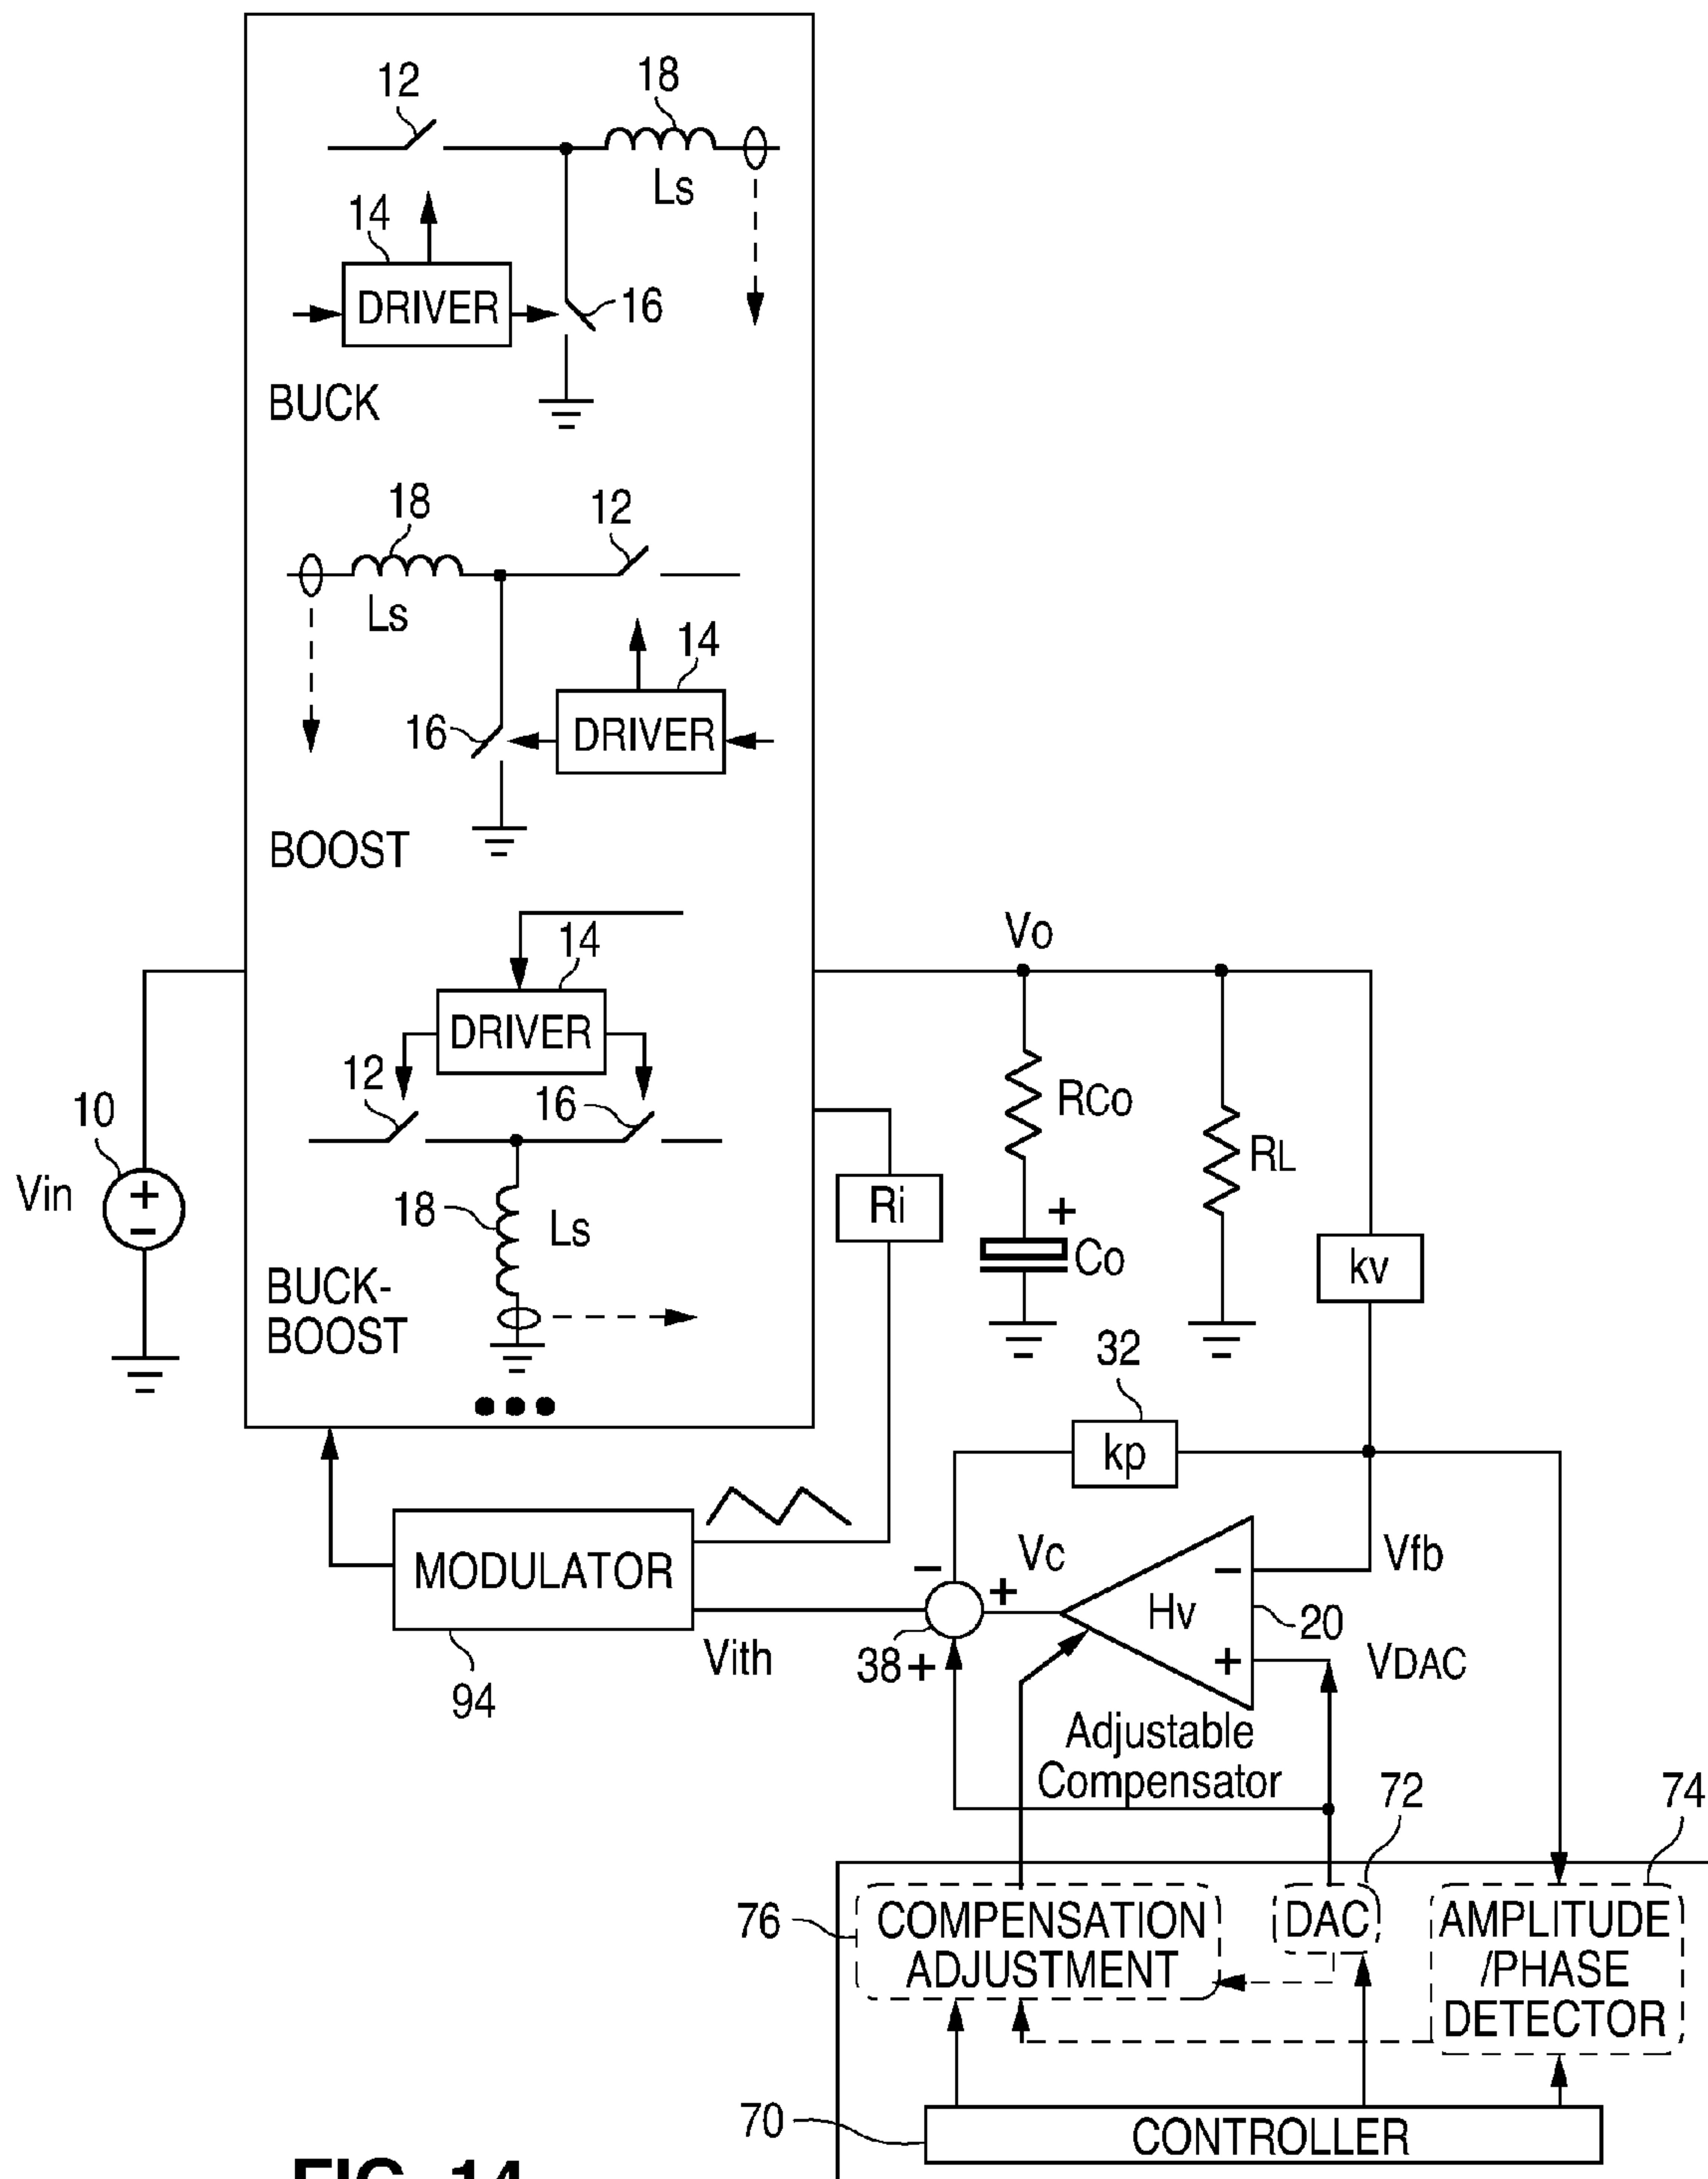 12
18
Ls
14
DRIVER
16
BUCK
18
12
Ls
14
16
DRIVER
BOOST
14
DRIVER
12
16
18
Ls
BUCK-
BOOST
10
Vin
+
−
Vo
RCo
RL
Ri
+
Co
kv
32
kp
MODULATOR
94
Vith
−
+
Vc
38
+
Hv
−
+
Vfb
20
VDAC
Adjustable
Compensator
72
74
76
COMPENSATION
ADJUSTMENT
DAC
AMPLITUDE
/PHASE
DETECTOR
70
CONTROLLER
FIG. 14